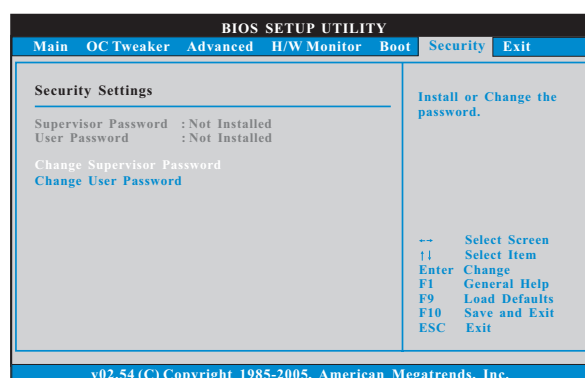 BIOS SETUP UTILITY
Main OC Tweaker Advanced H/W Monitor Boot Security Exit
Security Settings
Supervisor Password : Not Installed
User Password : Not Installed
Change Supervisor Password
Change User Password
Install or Change the
password.
←→ Select Screen
↑↓ Select Item
Enter Change
F1 General Help
F9 Load Defaults
F10 Save and Exit
ESC Exit
v02.54 (C) Copyright 1985-2005, American Megatrends, Inc.